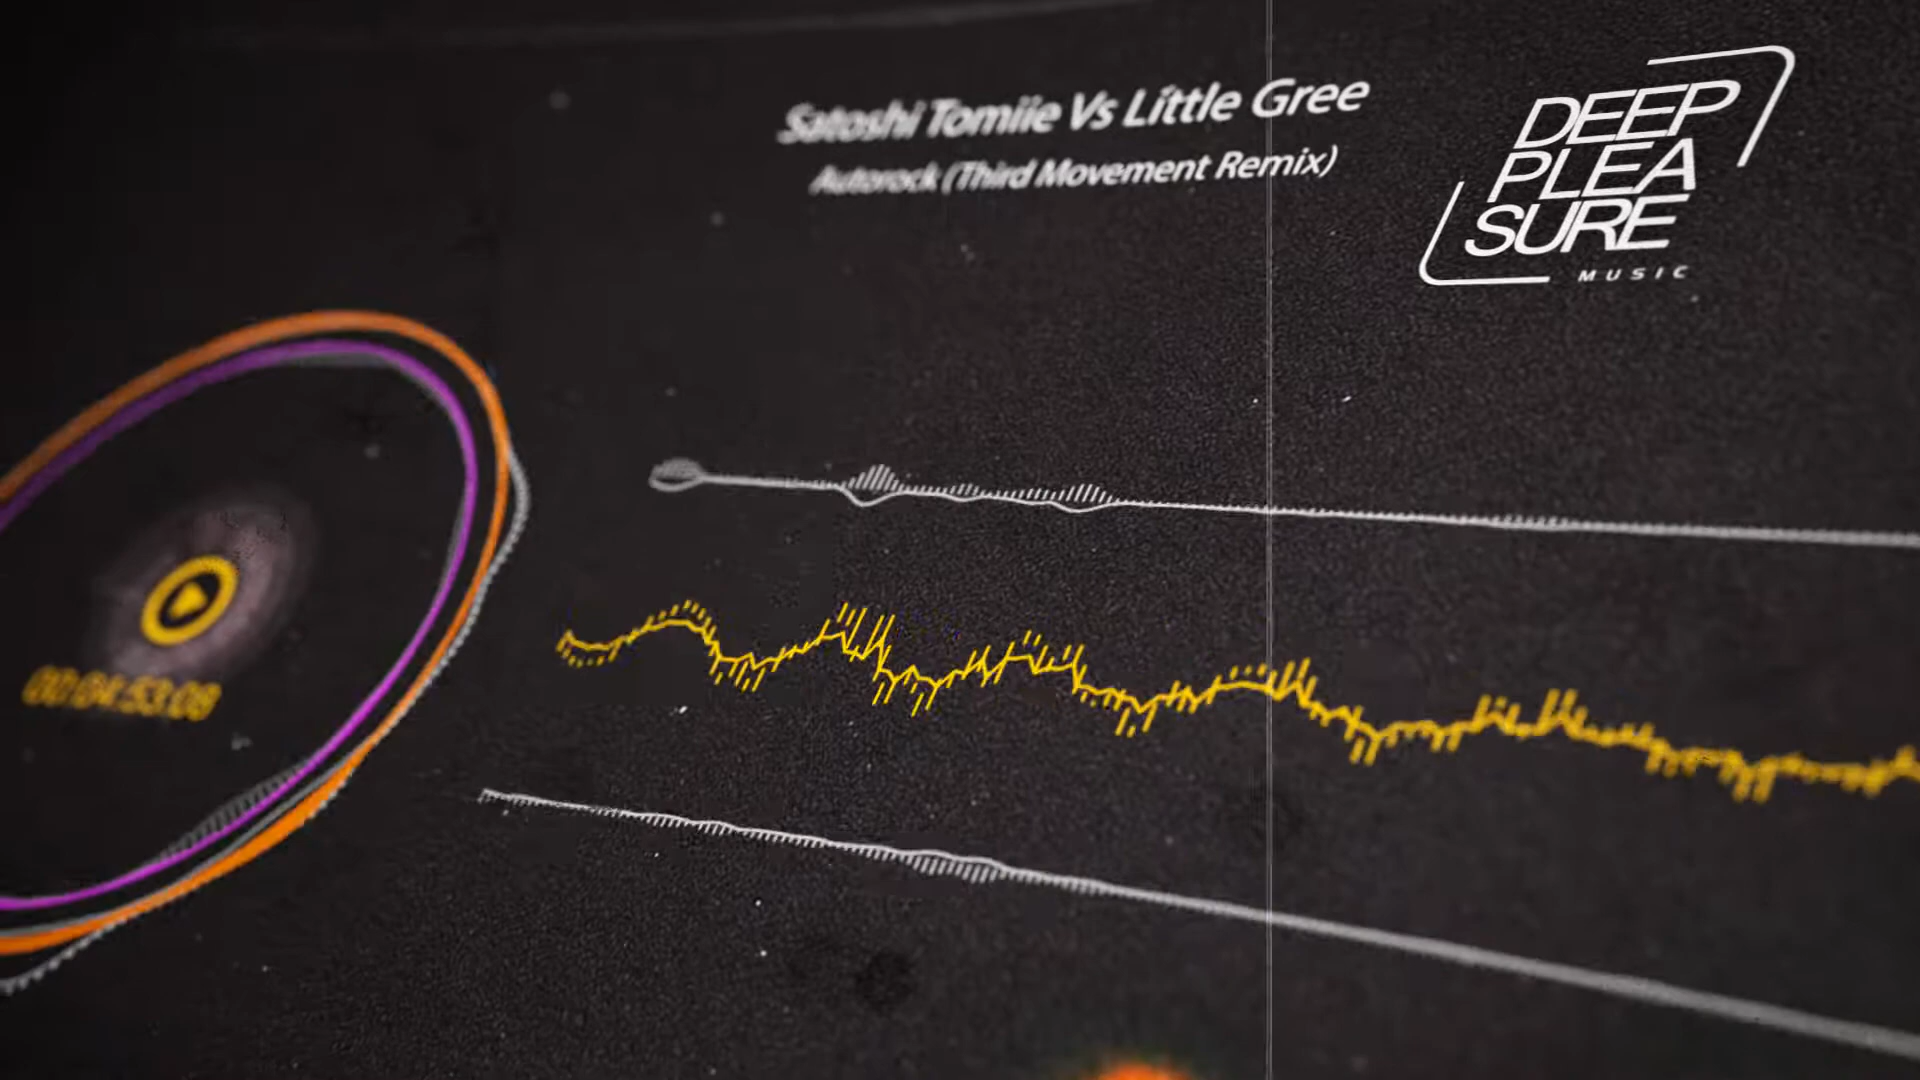 Satoshi Tomiie Vs Little Gree
Autorock (Third Movement Remix)
DEEP
PLEA
SURE
MUSIC
00:04:53:08